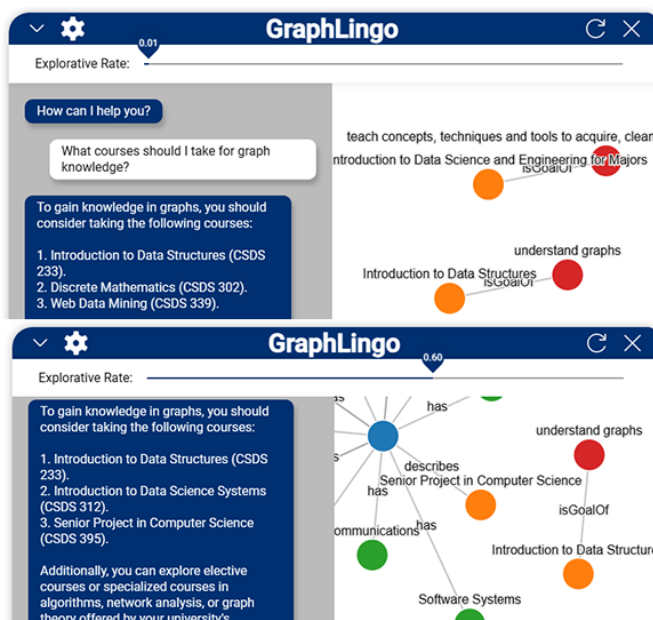 GraphLingo
0.01
Explorative Rate:
How can I help you?
What courses should I take for graph
knowledge?
To gain knowledge in graphs, you should
consider taking the following courses:
1. Introduction to Data Structures (CSDS
233).
2. Discrete Mathematics (CSDS 302).
3. Web Data Mining (CSDS 339).
teach concepts, techniques and tools to acquire, clean
ntroduction to Data Science and Engineering for Majors
isGoalOf
understand graphs
Introduction to Data Structures
isGoalOf
GraphLingo
0.60
Explorative Rate:
To gain knowledge in graphs, you should
consider taking the following courses:
1. Introduction to Data Structures (CSDS
233).
2. Introduction to Data Science Systems
(CSDS 312).
3. Senior Project in Computer Science
(CSDS 395).
Additionally, you can explore elective
courses or specialized courses in
algorithms, network analysis, or graph
theory offered by your university's
as
has
understand graphs
s
describes
Senior Project in Computer Science
has
isGoalOf
ommunications
has
Introduction to Data Structure
Software Systems